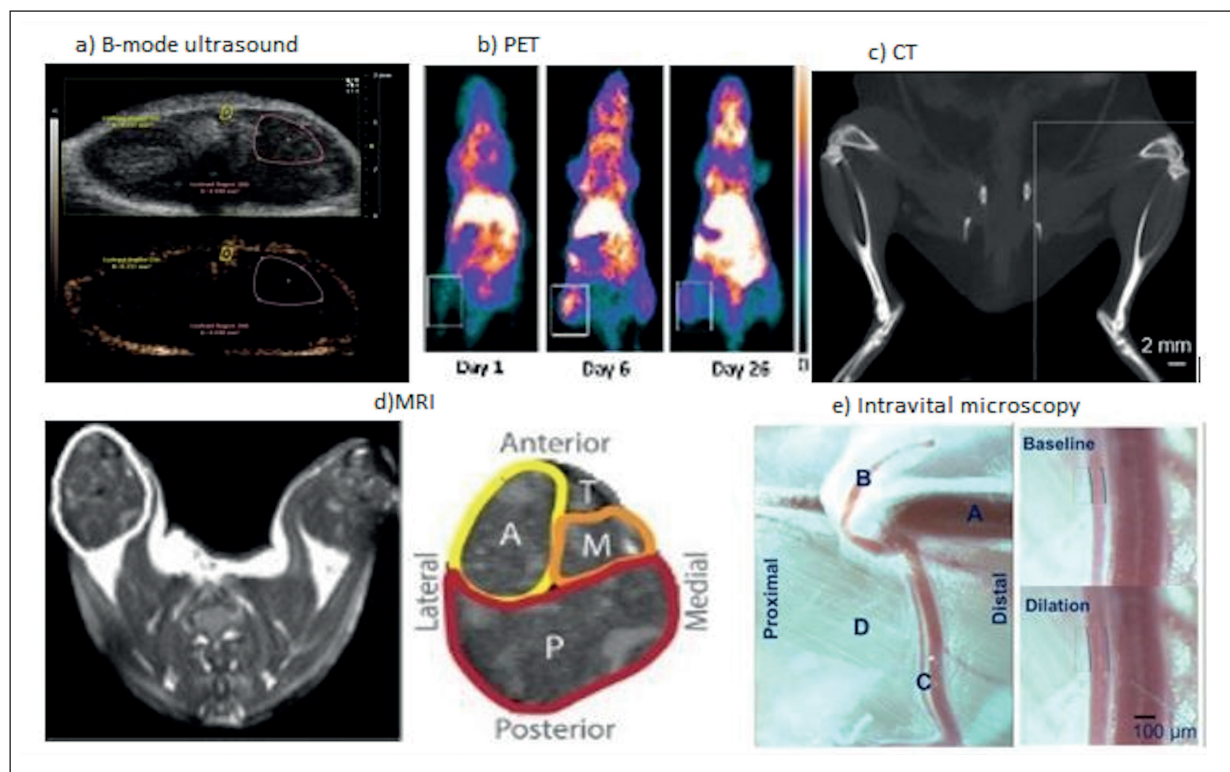 a) B-mode ultrasound
b) PET
c) CT
Day 1
Day 6
Day 26
2 mm
d)MRI
e) Intravital microscopy
Anterior
T
A
M
P
Lateral
Medial
Posterior
B
A
Proximal
Distal
D
C
Baseline
Dilation
100 µm